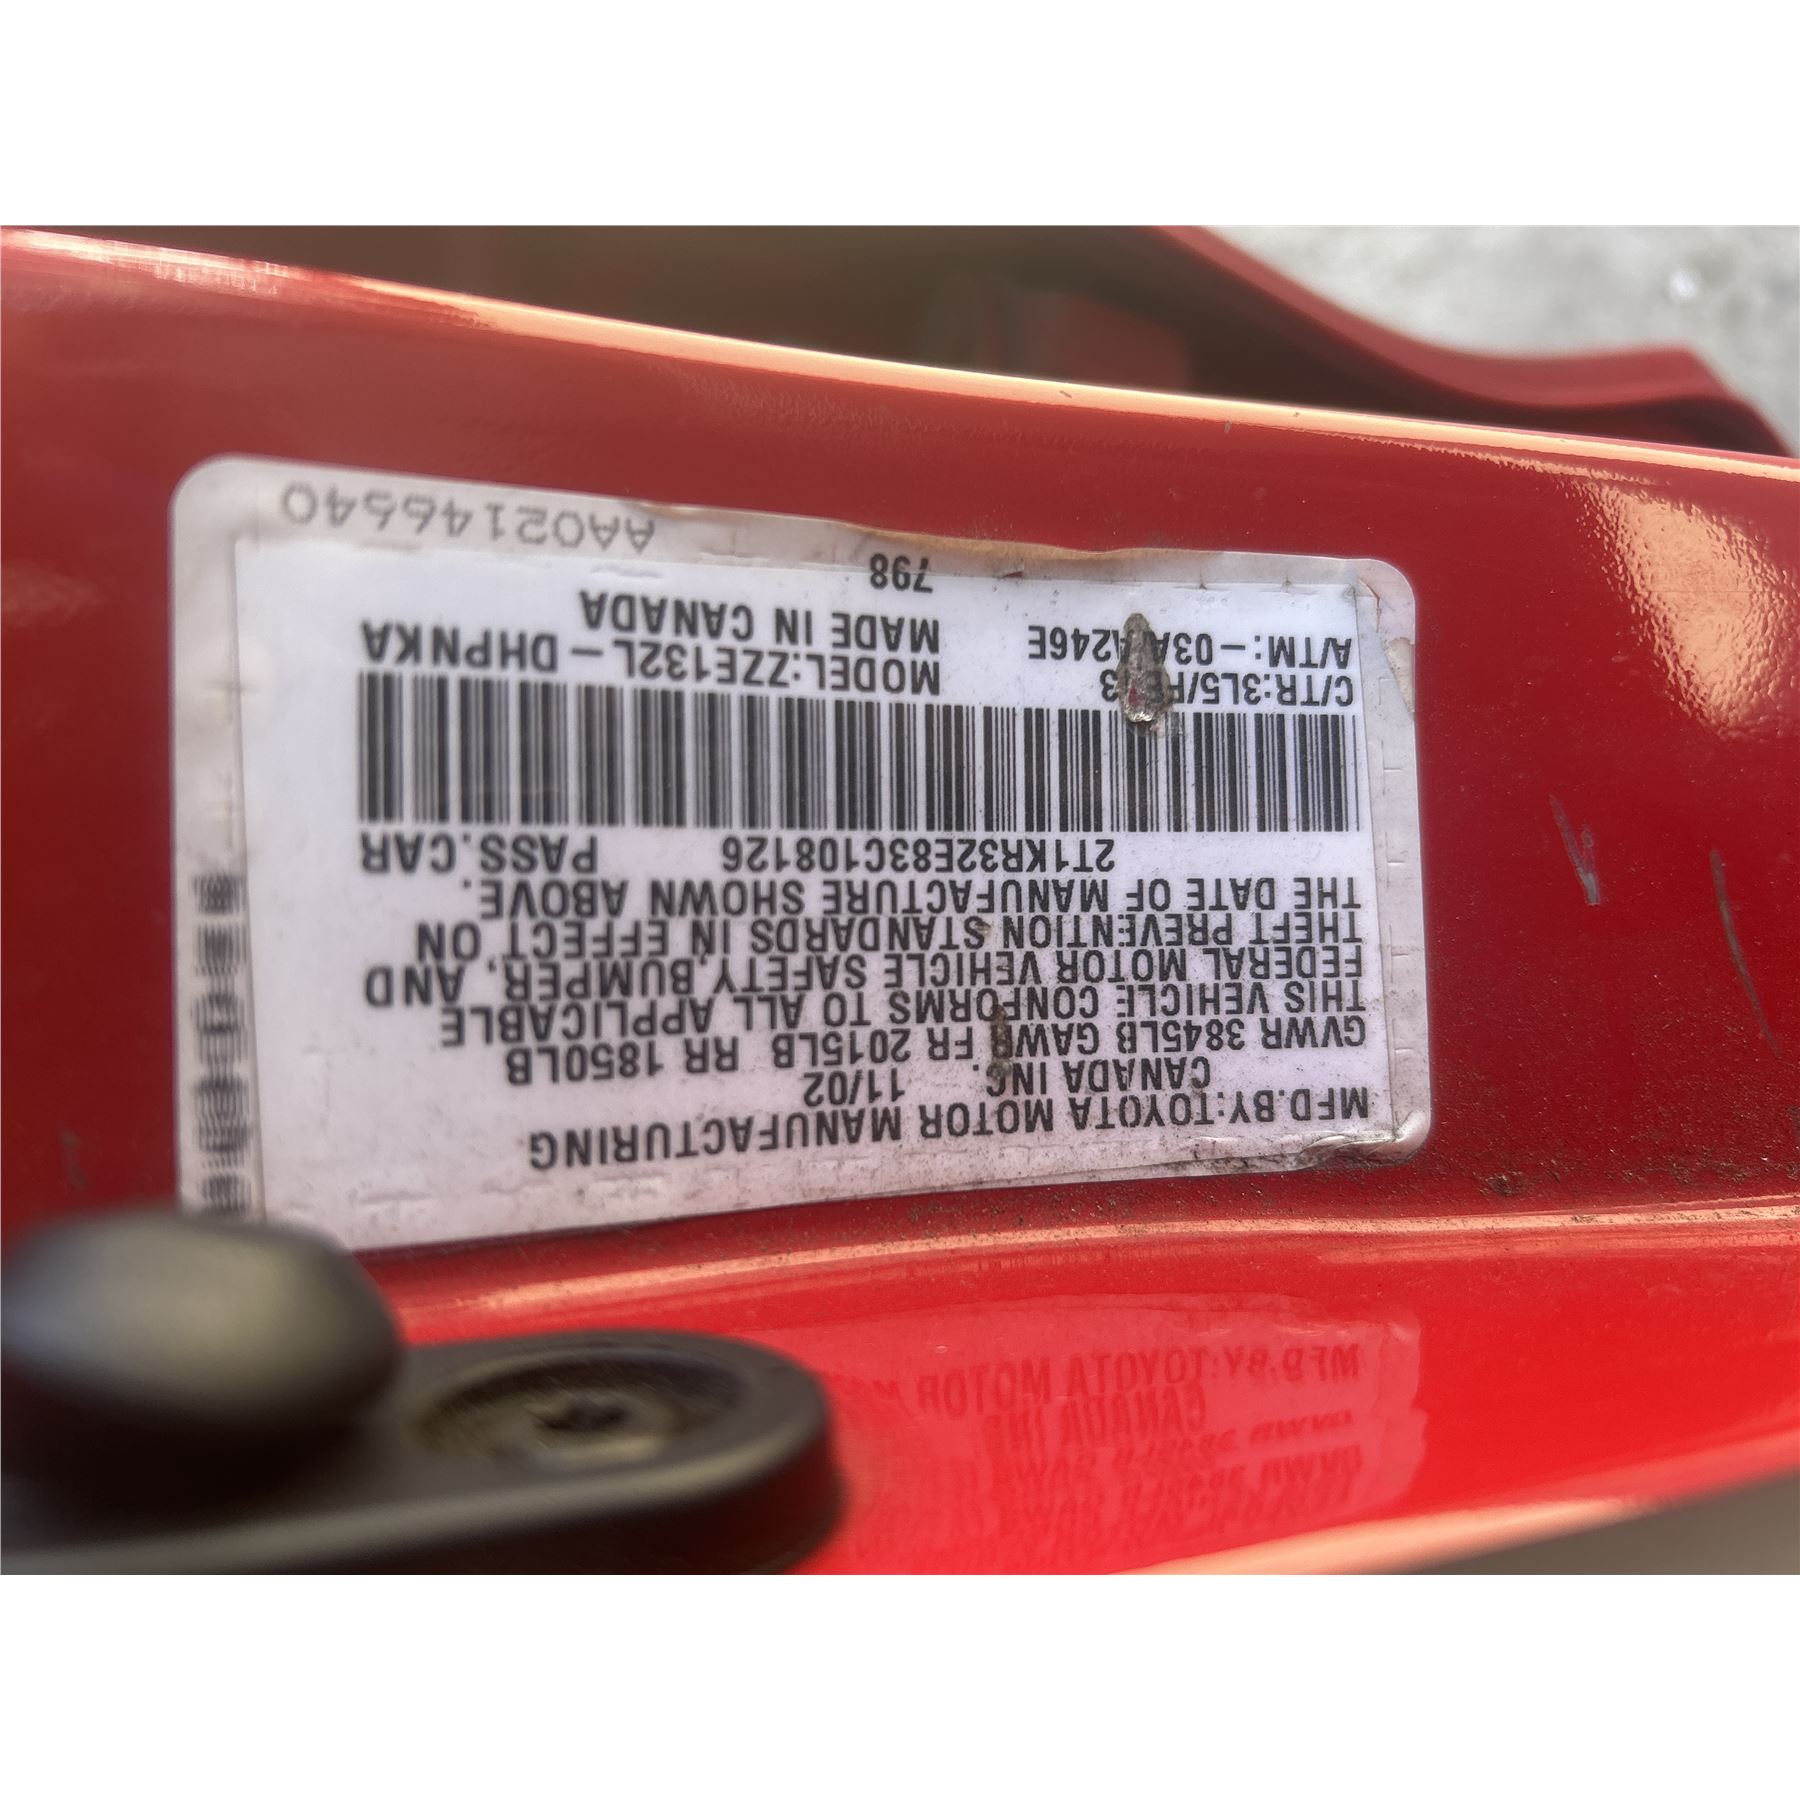 MFD.BY:TOYOTA MOTOR MANUFACTURING
CANADA INC. 11/02
GVWR 3845LB GAWR FR 2015LB RR 1850LB
THIS VEHICLE CONFORMS TO ALL APPLICABLE
FEDERAL MOTOR VEHICLE SAFETY,BUMPER, AND
THEFT PREVENTION STANDARDS IN EFFECT ON
THE DATE OF MANUFACTURE SHOWN ABOVE.
2T1KR32E83C108126 PASS.CAR
MODEL:ZZE132L-DHPNKA
A/TM:- MADE IN CANADA
798
AA02146540